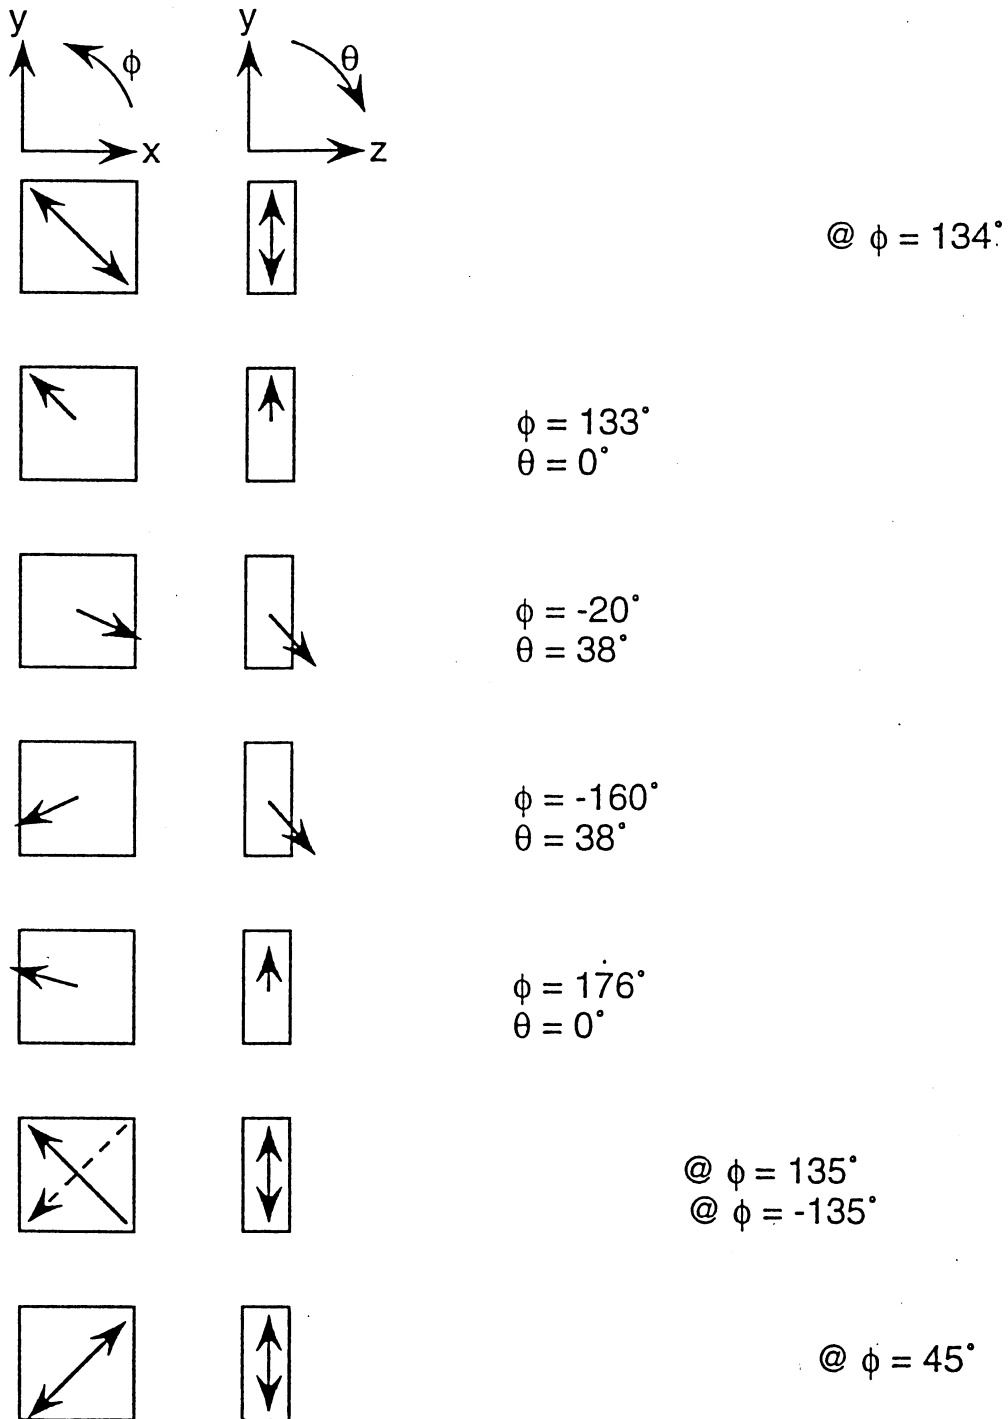 y
y
ϕ
θ
x
z
@ ϕ = 134°
ϕ = 133°
θ = 0°
ϕ = -20°
θ = 38°
ϕ = -160°
θ = 38°
ϕ = 176°
θ = 0°
@ ϕ = 135°
@ ϕ = -135°
@ ϕ = 45°